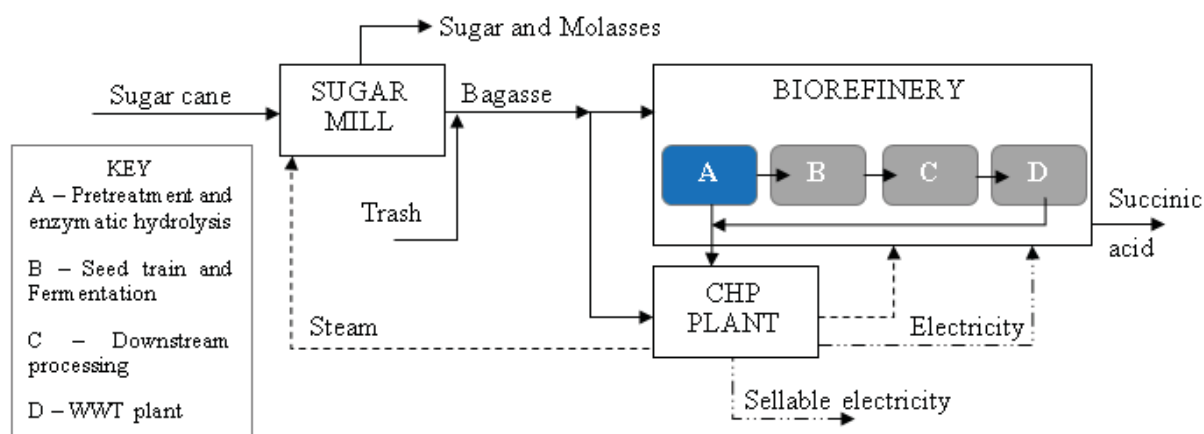 Sugar and Molasses
Sugar cane
SUGAR
MILL
Bagasse
BIOREFINERY
KEY
A – Pretreatment and
enzymatic hydrolysis
B – Seed train and
Fermentation
C – Downstream
processing
D – WWT plant
A
B
C
D
Trash
Succinic
acid
CHP
PLANT
Steam
Electricity
Sellable electricity